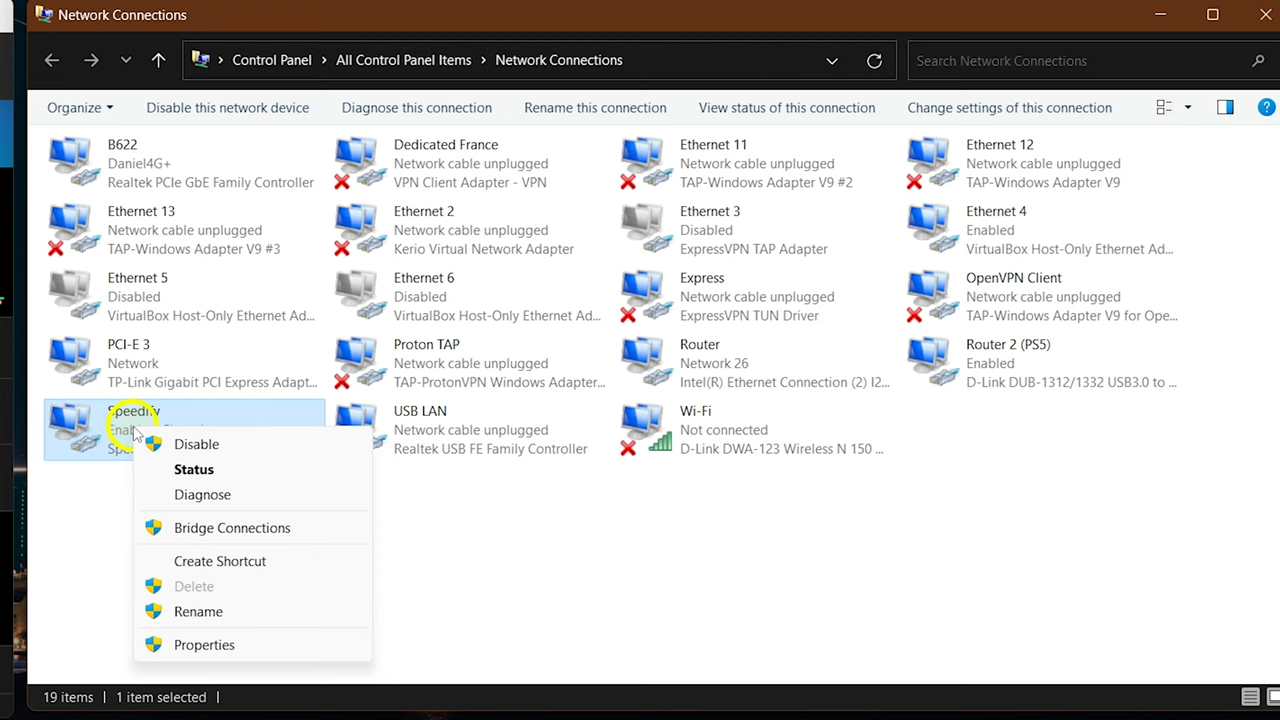 Network Connections
Control Panel > All Control Panel Items > Network Connections
Search Network Connections
Organize
Disable this network device
Diagnose this connection
Rename this connection
View status of this connection
Change settings of this connection
B622
Daniel4G+
Realtek PCIe GbE Family Controller
Dedicated France
Network cable unplugged
VPN Client Adapter - VPN
Ethernet 11
Network cable unplugged
TAP-Windows Adapter V9 #2
Ethernet 12
Network cable unplugged
TAP-Windows Adapter V9
Ethernet 13
Network cable unplugged
TAP-Windows Adapter V9 #3
Ethernet 2
Network cable unplugged
Kerio Virtual Network Adapter
Ethernet 3
Disabled
ExpressVPN TAP Adapter
Ethernet 4
Enabled
VirtualBox Host-Only Ethernet Ad...
Ethernet 5
Disabled
VirtualBox Host-Only Ethernet Ad...
Ethernet 6
Disabled
VirtualBox Host-Only Ethernet Ad...
Express
Network cable unplugged
ExpressVPN TUN Driver
OpenVPN Client
Network cable unplugged
TAP-Windows Adapter V9 for Ope...
PCI-E 3
Network
TP-Link Gigabit PCI Express Adapt...
Proton TAP
Network cable unplugged
TAP-ProtonVPN Windows Adapter...
Router
Network 26
Intel(R) Ethernet Connection (2) I2...
Router 2 (PS5)
Enabled
D-Link DUB-1312/1332 USB3.0 to ...
Speedify
USB LAN
Network cable unplugged
Realtek USB FE Family Controller
Wi-Fi
Not connected
D-Link DWA-123 Wireless N 150 ...
Disable
Status
Diagnose
Bridge Connections
Create Shortcut
Delete
Rename
Properties
19 items
1 item selected